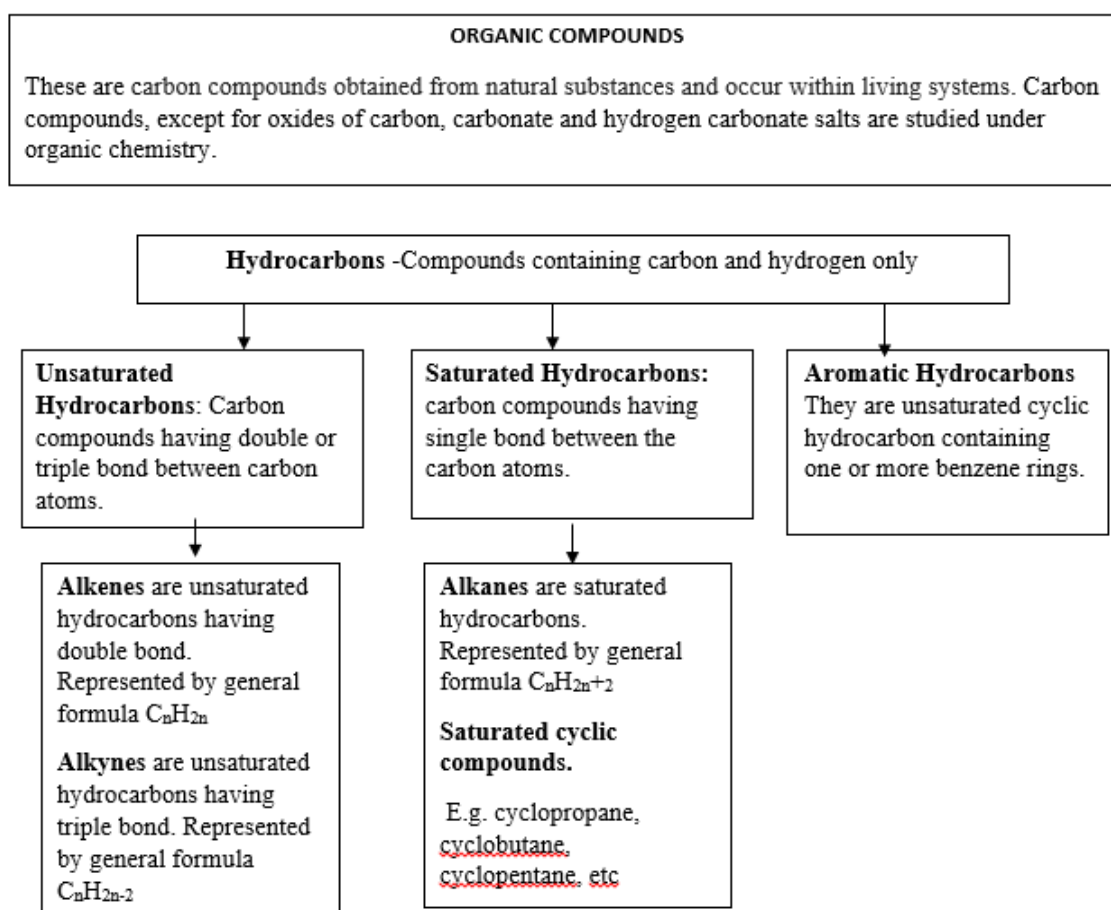 ORGANIC COMPOUNDS
These are carbon compounds obtained from natural substances and occur within living systems. Carbon
compounds, except for oxides of carbon, carbonate and hydrogen carbonate salts are studied under
organic chemistry.
Hydrocarbons -Compounds containing carbon and hydrogen only
Unsaturated
Hydrocarbons: Carbon
compounds having double or
triple bond between carbon
atoms.
Saturated Hydrocarbons:
carbon compounds having
single bond between the
carbon atoms.
Aromatic Hydrocarbons
They are unsaturated cyclic
hydrocarbon containing
one or more benzene rings.
Alkenes are unsaturated
hydrocarbons having
double bond.
Represented by general
formula CₙH₂ₙ
Alkynes are unsaturated
hydrocarbons having
triple bond. Represented
by general formula
CₙH₂ₙ₋₂
Alkanes are saturated
hydrocarbons.
Represented by general
formula CₙH₂ₙ+₂
Saturated cyclic
compounds.
E.g. cyclopropane,
cyclobutane,
cyclopentane, etc